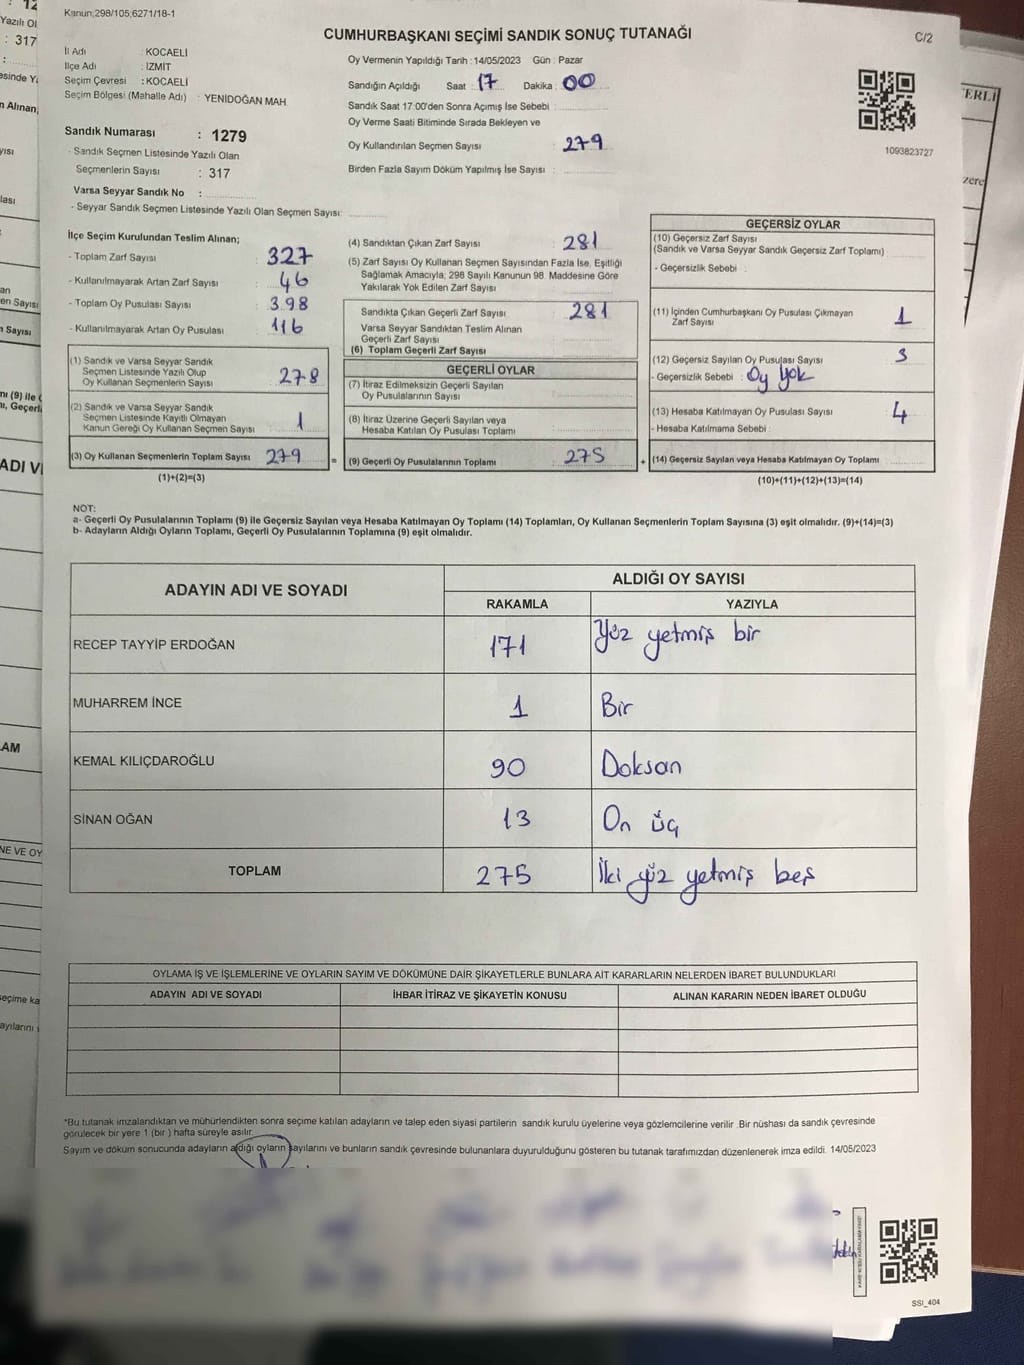 Kanun;298/105;6271/18-1
CUMHURBAŞKANI SEÇİMİ SANDIK SONUÇ TUTANAĞI
C/2
İl Adı : KOCAELİ
İlçe Adı : İZMİT
Seçim Çevresi : KOCAELİ
Seçim Bölgesi (Mahalle Adı) : YENİDOĞAN MAH.
Sandık Numarası : 1279
- Sandık Seçmen Listesinde Yazılı Olan
Seçmenlerin Sayısı : 317
Varsa Seyyar Sandık No :
- Seyyar Sandık Seçmen Listesinde Yazılı Olan Seçmen Sayısı:
Oy Vermenin Yapıldığı Tarih : 14/05/2023 Gün : Pazar
Sandığın Açıldığı Saat : 17 Dakika : 00
Sandık Saat 17:00'den Sonra Açımış İse Sebebi :
Oy Verme Saati Bitiminde Sırada Bekleyen ve
Oy Kullandırılan Seçmen Sayısı : 279
Birden Fazla Sayım Döküm Yapılmış İse Sayısı :
1093823727
İlçe Seçim Kurulundan Teslim Alınan;
- Toplam Zarf Sayısı : 327
- Kullanılmayarak Artan Zarf Sayısı : 46
- Toplam Oy Pusulası Sayısı : 398
- Kullanılmayarak Artan Oy Pusulası : 116
(1) Sandık ve Varsa Seyyar Sandık
Seçmen Listesinde Yazılı Olup
Oy Kullanan Seçmenlerin Sayısı 278
(2) Sandık ve Varsa Seyyar Sandık
Seçmen Listesinde Kayıtlı Olmayan
Kanun Gereği Oy Kullanan Seçmen Sayısı 1
(3) Oy Kullanan Seçmenlerin Toplam Sayısı 279
(1)+(2)=(3)
(4) Sandıktan Çıkan Zarf Sayısı : 281
(5) Zarf Sayısı Oy Kullanan Seçmen Sayısından Fazla İse, Eşitliği
Sağlamak Amacıyla; 298 Sayılı Kanunun 98. Maddesine Göre
Yakılarak Yok Edilen Zarf Sayısı
Sandıkta Çıkan Geçerli Zarf Sayısı 281
Varsa Seyyar Sandıktan Teslim Alınan
Geçerli Zarf Sayısı
(6) Toplam Geçerli Zarf Sayısı
GEÇERLİ OYLAR
(7) İtiraz Edilmeksizin Geçerli Sayılan
Oy Pusulalarının Sayısı
(8) İtiraz Üzerine Geçerli Sayılan veya
Hesaba Katılan Oy Pusulası Toplamı
= (9) Geçerli Oy Pusulalarının Toplamı 275
GEÇERSİZ OYLAR
(10) Geçersiz Zarf Sayısı
(Sandık ve Varsa Seyyar Sandık Geçersiz Zarf Toplamı)
- Geçersizlik Sebebi :
(11) İçinden Cumhurbaşkanı Oy Pusulası Çıkmayan
Zarf Sayısı 1
(12) Geçersiz Sayılan Oy Pusulası Sayısı 3
- Geçersizlik Sebebi : Oy Yok
(13) Hesaba Katılmayan Oy Pusulası Sayısı 4
- Hesaba Katılmama Sebebi :
+ (14) Geçersiz Sayılan veya Hesaba Katılmayan Oy Toplamı
(10)+(11)+(12)+(13)=(14)
NOT:
a- Geçerli Oy Pusulalarının Toplamı (9) ile Geçersiz Sayılan veya Hesaba Katılmayan Oy Toplamı (14) Toplamları, Oy Kullanan Seçmenlerin Toplam Sayısına (3) eşit olmalıdır. (9)+(14)=(3)
b- Adayların Aldığı Oyların Toplamı, Geçerli Oy Pusulalarının Toplamına (9) eşit olmalıdır.
ADAYIN ADI VE SOYADI ALDIĞI OY SAYISI
RAKAMLA YAZIYLA
RECEP TAYYİP ERDOĞAN 171 Yüz yetmiş bir
MUHARREM İNCE 1 Bir
KEMAL KILIÇDAROĞLU 90 Doksan
SİNAN OĞAN 13 On üç
TOPLAM 275 İki yüz yetmiş beş
OYLAMA İŞ VE İŞLEMLERİNE VE OYLARIN SAYIM VE DÖKÜMÜNE DAİR ŞİKAYETLERLE BUNLARA AİT KARARLARIN NELERDEN İBARET BULUNDUKLARI
ADAYIN ADI VE SOYADI İHBAR İTİRAZ VE ŞİKAYETİN KONUSU ALINAN KARARIN NEDEN İBARET OLDUĞU
*Bu tutanak imzalandıktan ve mühürlendikten sonra seçime katılan adayların ve talep eden siyasi partilerin sandık kurulu üyelerine veya gözlemcilerine verilir .Bir nüshası da sandık çevresinde
görülecek bir yere 1 (bir ) hafta süreyle asılır.
Sayım ve döküm sonucunda adayların aldığı oyların sayılarını ve bunların sandık çevresinde bulunanlara duyurulduğunu gösteren bu tutanak tarafımızdan düzenlenerek imza edildi. 14/05/2023
SSI_404